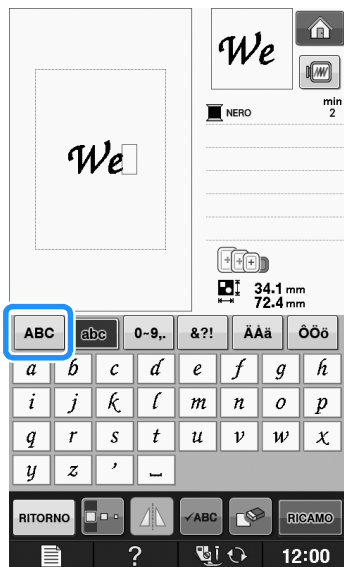 We
We
NERO
min
2
34.1 mm
72.4 mm
ABC abc 0~9,. &?! ÄÅä ÔÖö
a b c d e f g h
i j k l m n o p
q r s t u v w x
y z ’ ⎵
RITORNO ✓ABC RICAMO
? 12:00